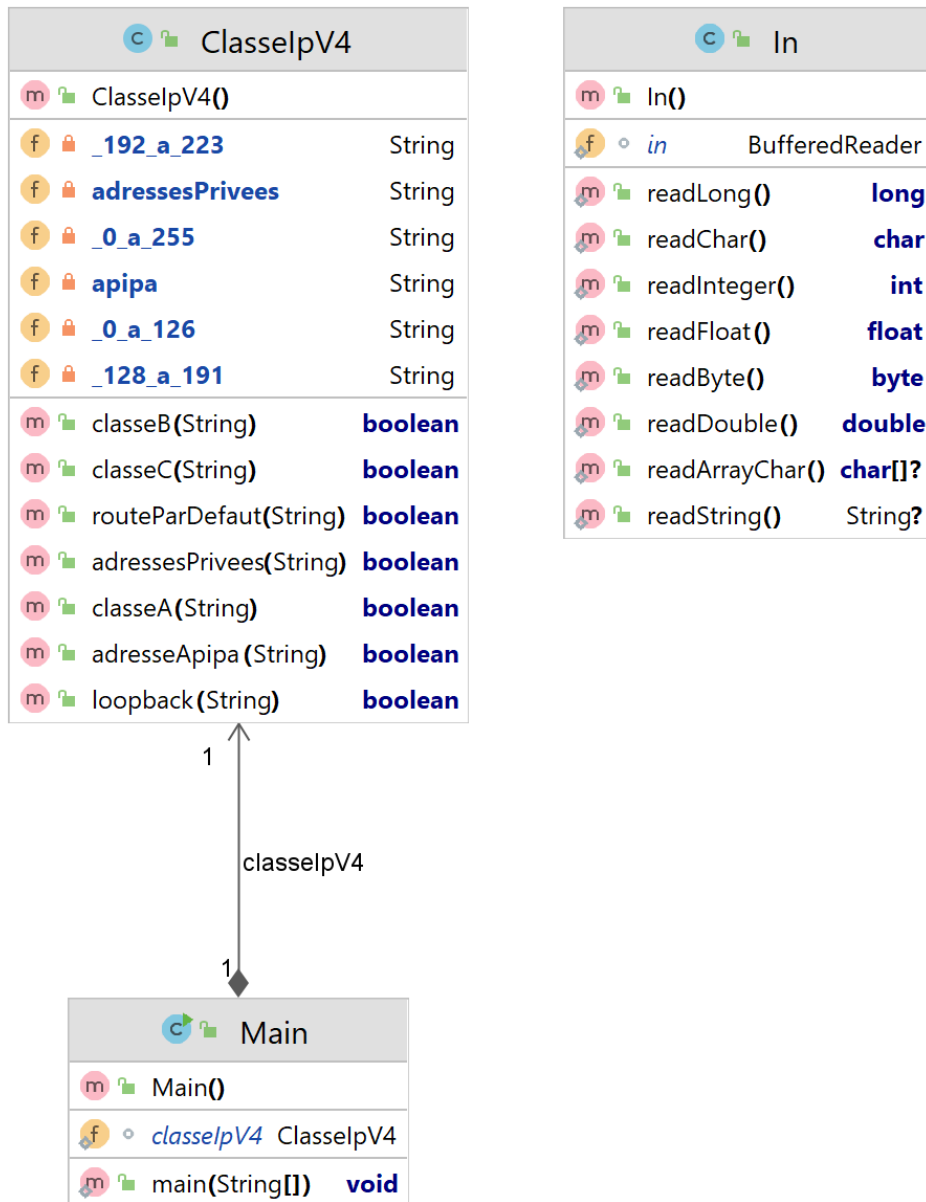 ClasseIpV4
ClasseIpV4()
_192_a_223 String
adressesPrivees String
_0_a_255 String
apipa String
_0_a_126 String
_128_a_191 String
classeB(String) boolean
classeC(String) boolean
routeParDefaut(String) boolean
adressesPrivees(String) boolean
classeA(String) boolean
adresseApipa(String) boolean
loopback(String) boolean
In
In()
in BufferedReader
readLong() long
readChar() char
readInteger() int
readFloat() float
readByte() byte
readDouble() double
readArrayChar() char[]?
readString() String?
1
classeIpV4
1
Main
Main()
classeIpV4 ClasseIpV4
main(String[]) void